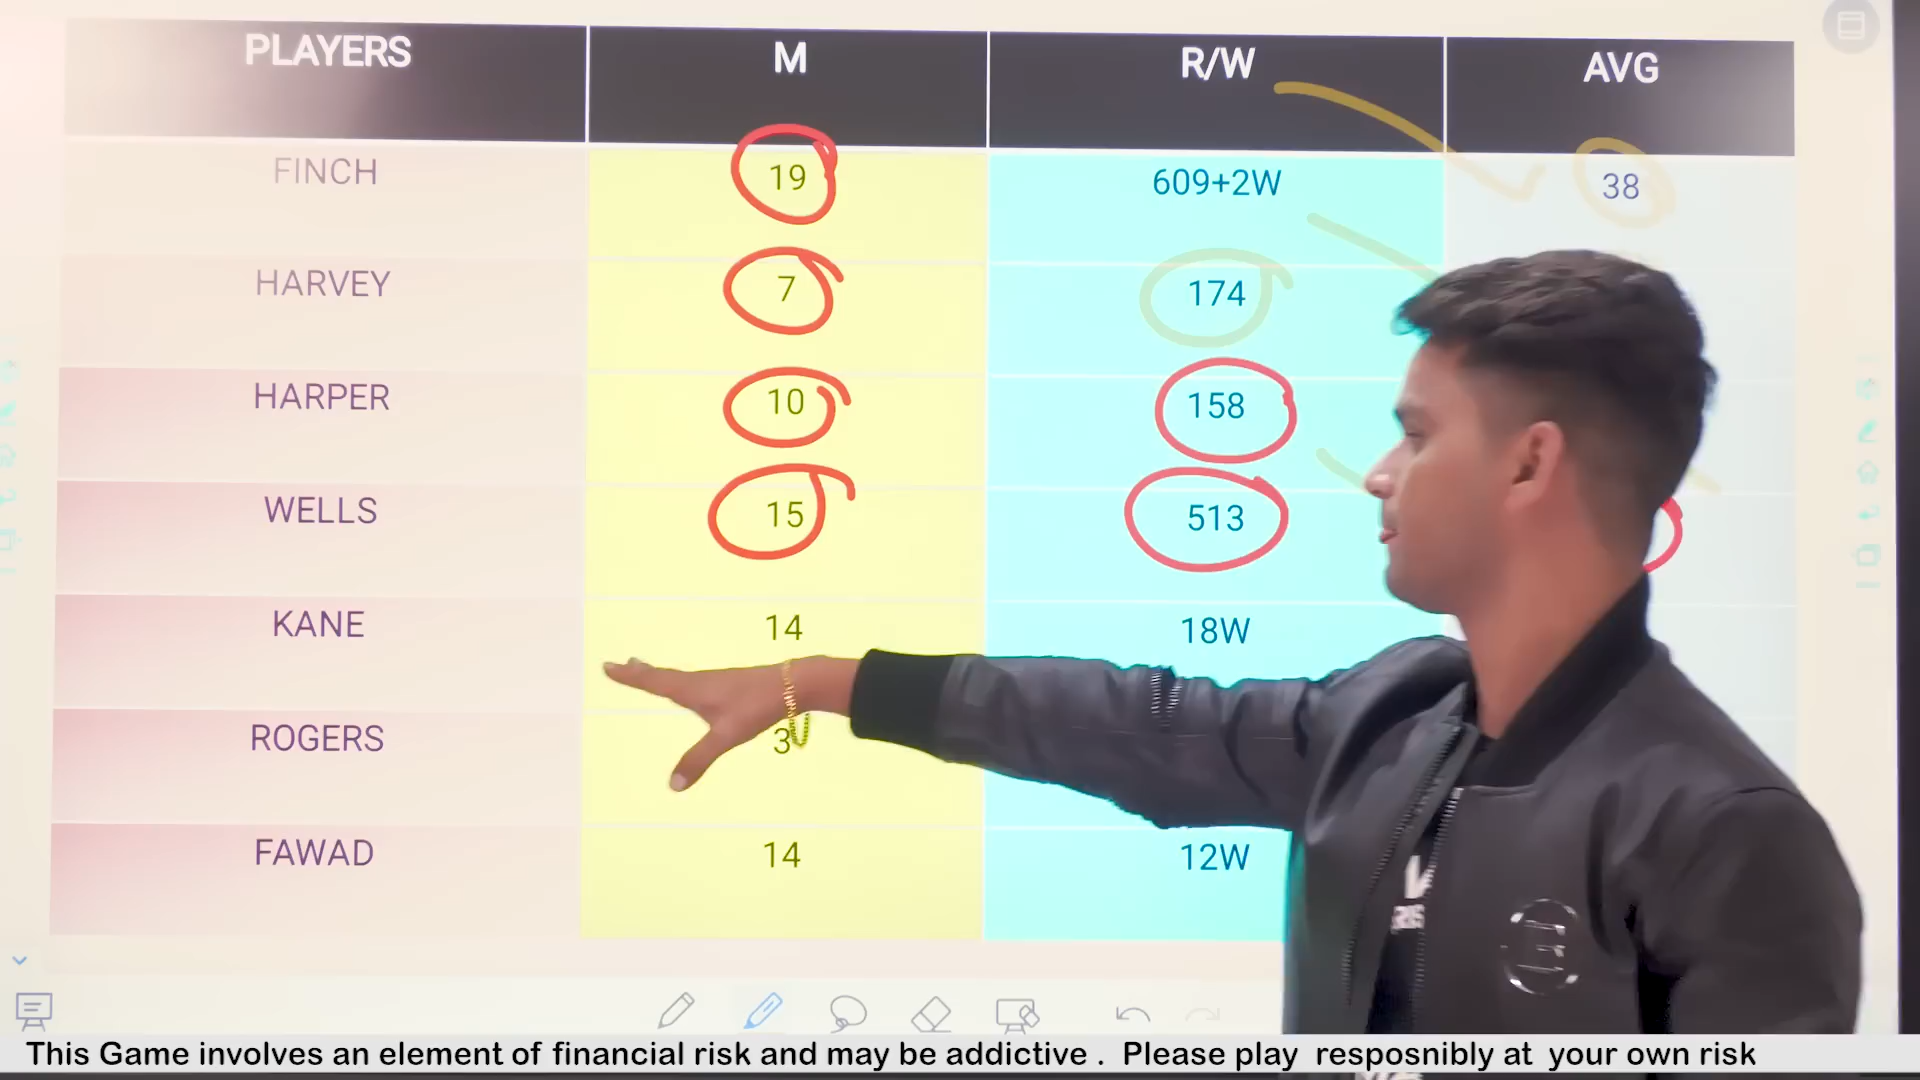 PLAYERS M R/W AVG
FINCH 19 609+2W 38
HARVEY 7 174
HARPER 10 158
WELLS 15 513
KANE 14 18W
ROGERS 3
FAWAD 14 12W
This Game involves an element of financial risk and may be addictive . Please play resposnibly at your own risk